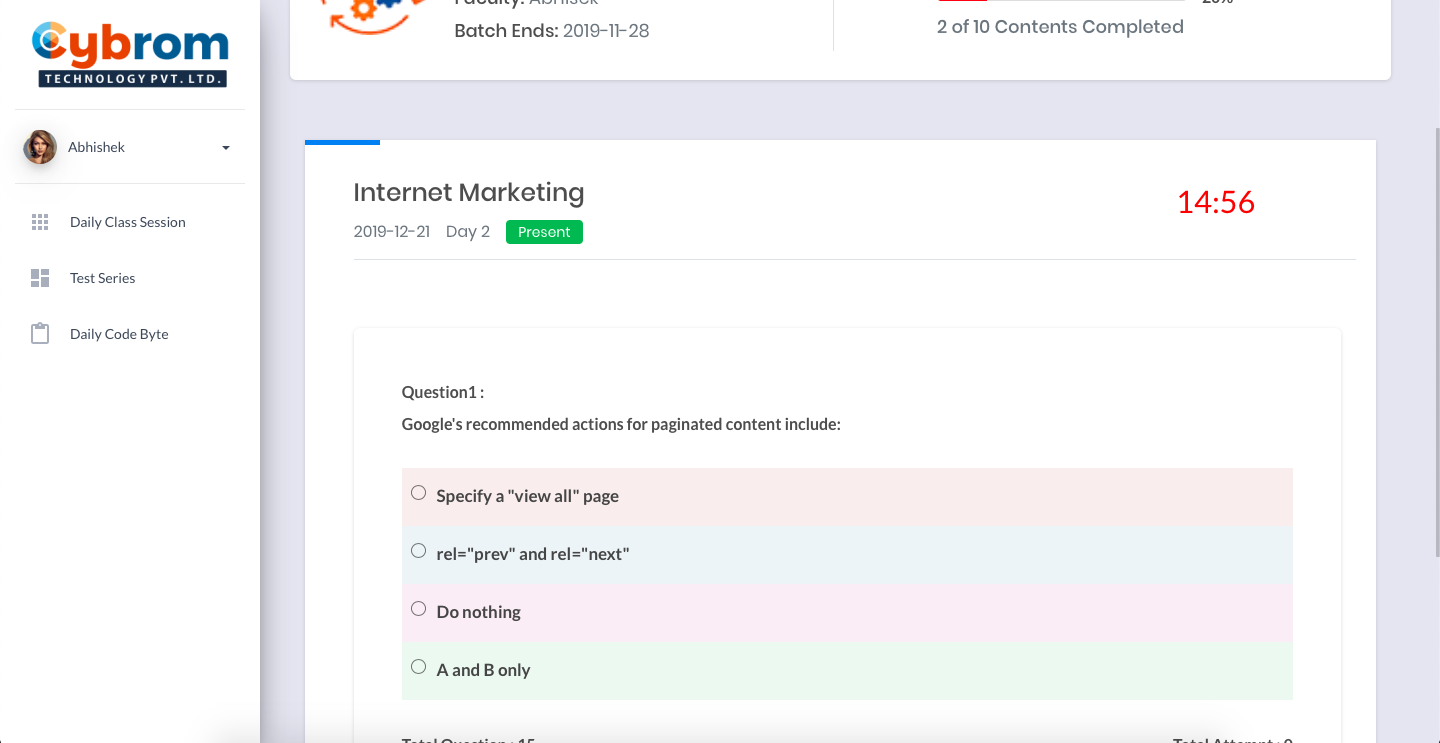 Cybrom
TECHNOLOGY PVT. LTD.
Abhishek
Daily Class Session
Test Series
Daily Code Byte
Faculty: Abhisek
Batch Ends: 2019-11-28
2 of 10 Contents Completed
Internet Marketing
14:56
2019-12-21 Day 2 Present
Question1 :
Google's recommended actions for paginated content include:
Specify a "view all" page
rel="prev" and rel="next"
Do nothing
A and B only
Total Question : 15
Total Attempt : 0